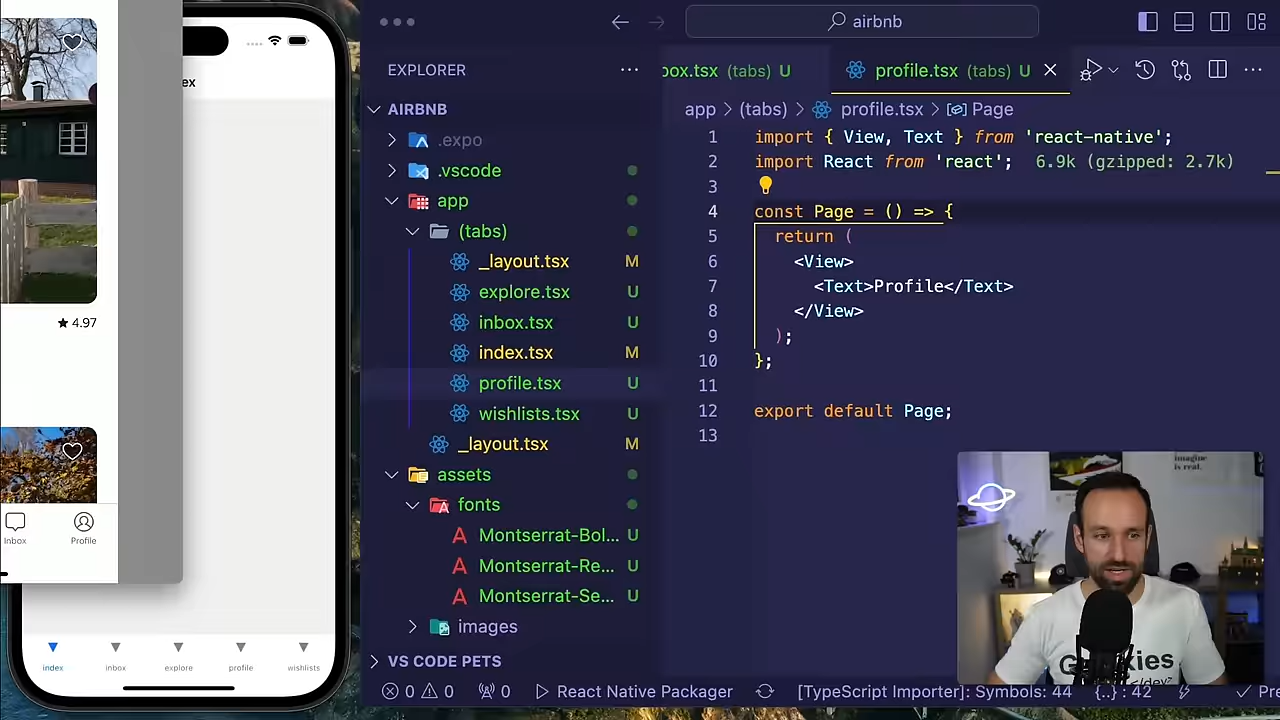 4.97
Inbox
Profile
ex
index
inbox
explore
profile
wishlists
airbnb
EXPLORER
AIRBNB
.expo
.vscode
app
(tabs)
_layout.tsx M
explore.tsx U
inbox.tsx U
index.tsx M
profile.tsx U
wishlists.tsx U
_layout.tsx M
assets
fonts
Montserrat-Bol... U
Montserrat-Re... U
Montserrat-Se... U
images
VS CODE PETS
box.tsx (tabs) U
profile.tsx (tabs) U
app > (tabs) > profile.tsx > Page
1 import { View, Text } from 'react-native';
2 import React from 'react'; 6.9k (gzipped: 2.7k)
3
4 const Page = () => {
5 return (
6 <View>
7 <Text>Profile</Text>
8 </View>
9 );
10 };
11
12 export default Page;
13
imagine
is real.
0 0 0 React Native Packager [TypeScript Importer]: Symbols: 44 {..} : 42 Pre